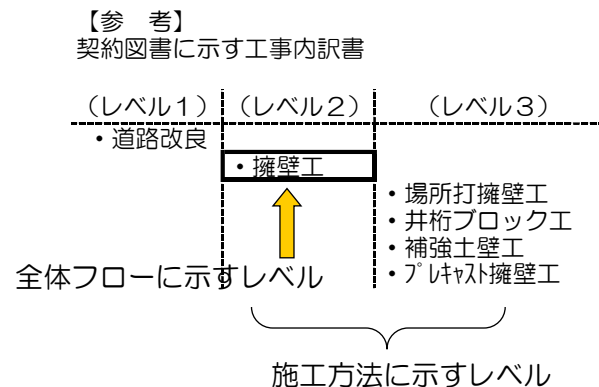 【参　考】
契約図書に示す工事内訳書
（レベル１）（レベル２）（レベル３）
・道路改良
・擁壁工
・場所打擁壁工
・井桁ブロック工
・補強土壁工
・ﾌﾟﾚｷｬｽﾄ擁壁工
全体フローに示すレベル
施工方法に示すレベル